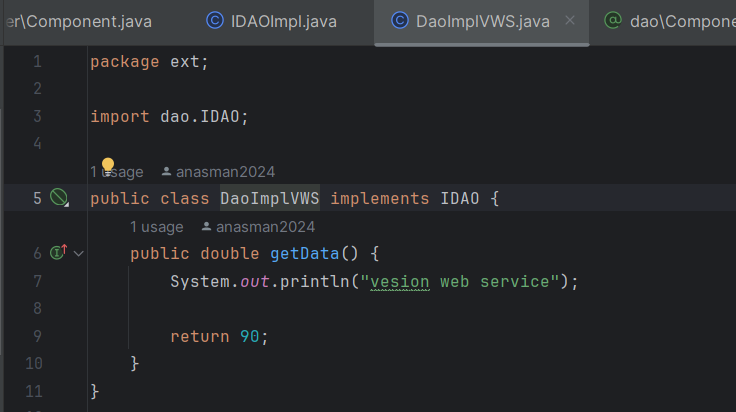 er\Component.java IDAOImpl.java DaoImplVWS.java dao\Compone
1 package ext;
2
3 import dao.IDAO;
4
1 usage anasman2024
5 public class DaoImplVWS implements IDAO {
1 usage anasman2024
6 public double getData() {
7 System.out.println("vesion web service");
8
9 return 90;
10 }
11 }